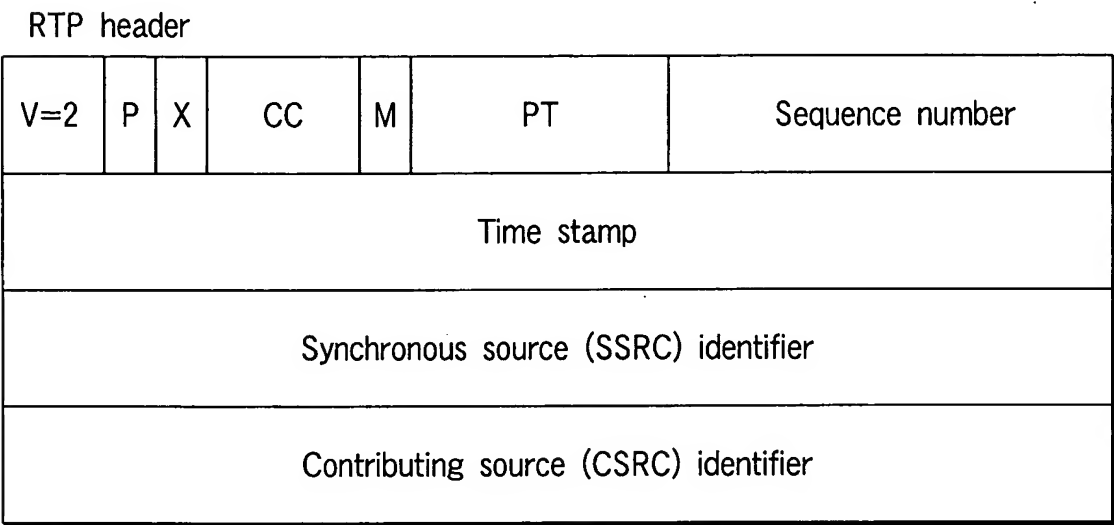 RTP header
V=2 P X CC M PT Sequence number
Time stamp
Synchronous source (SSRC) identifier
Contributing source (CSRC) identifier